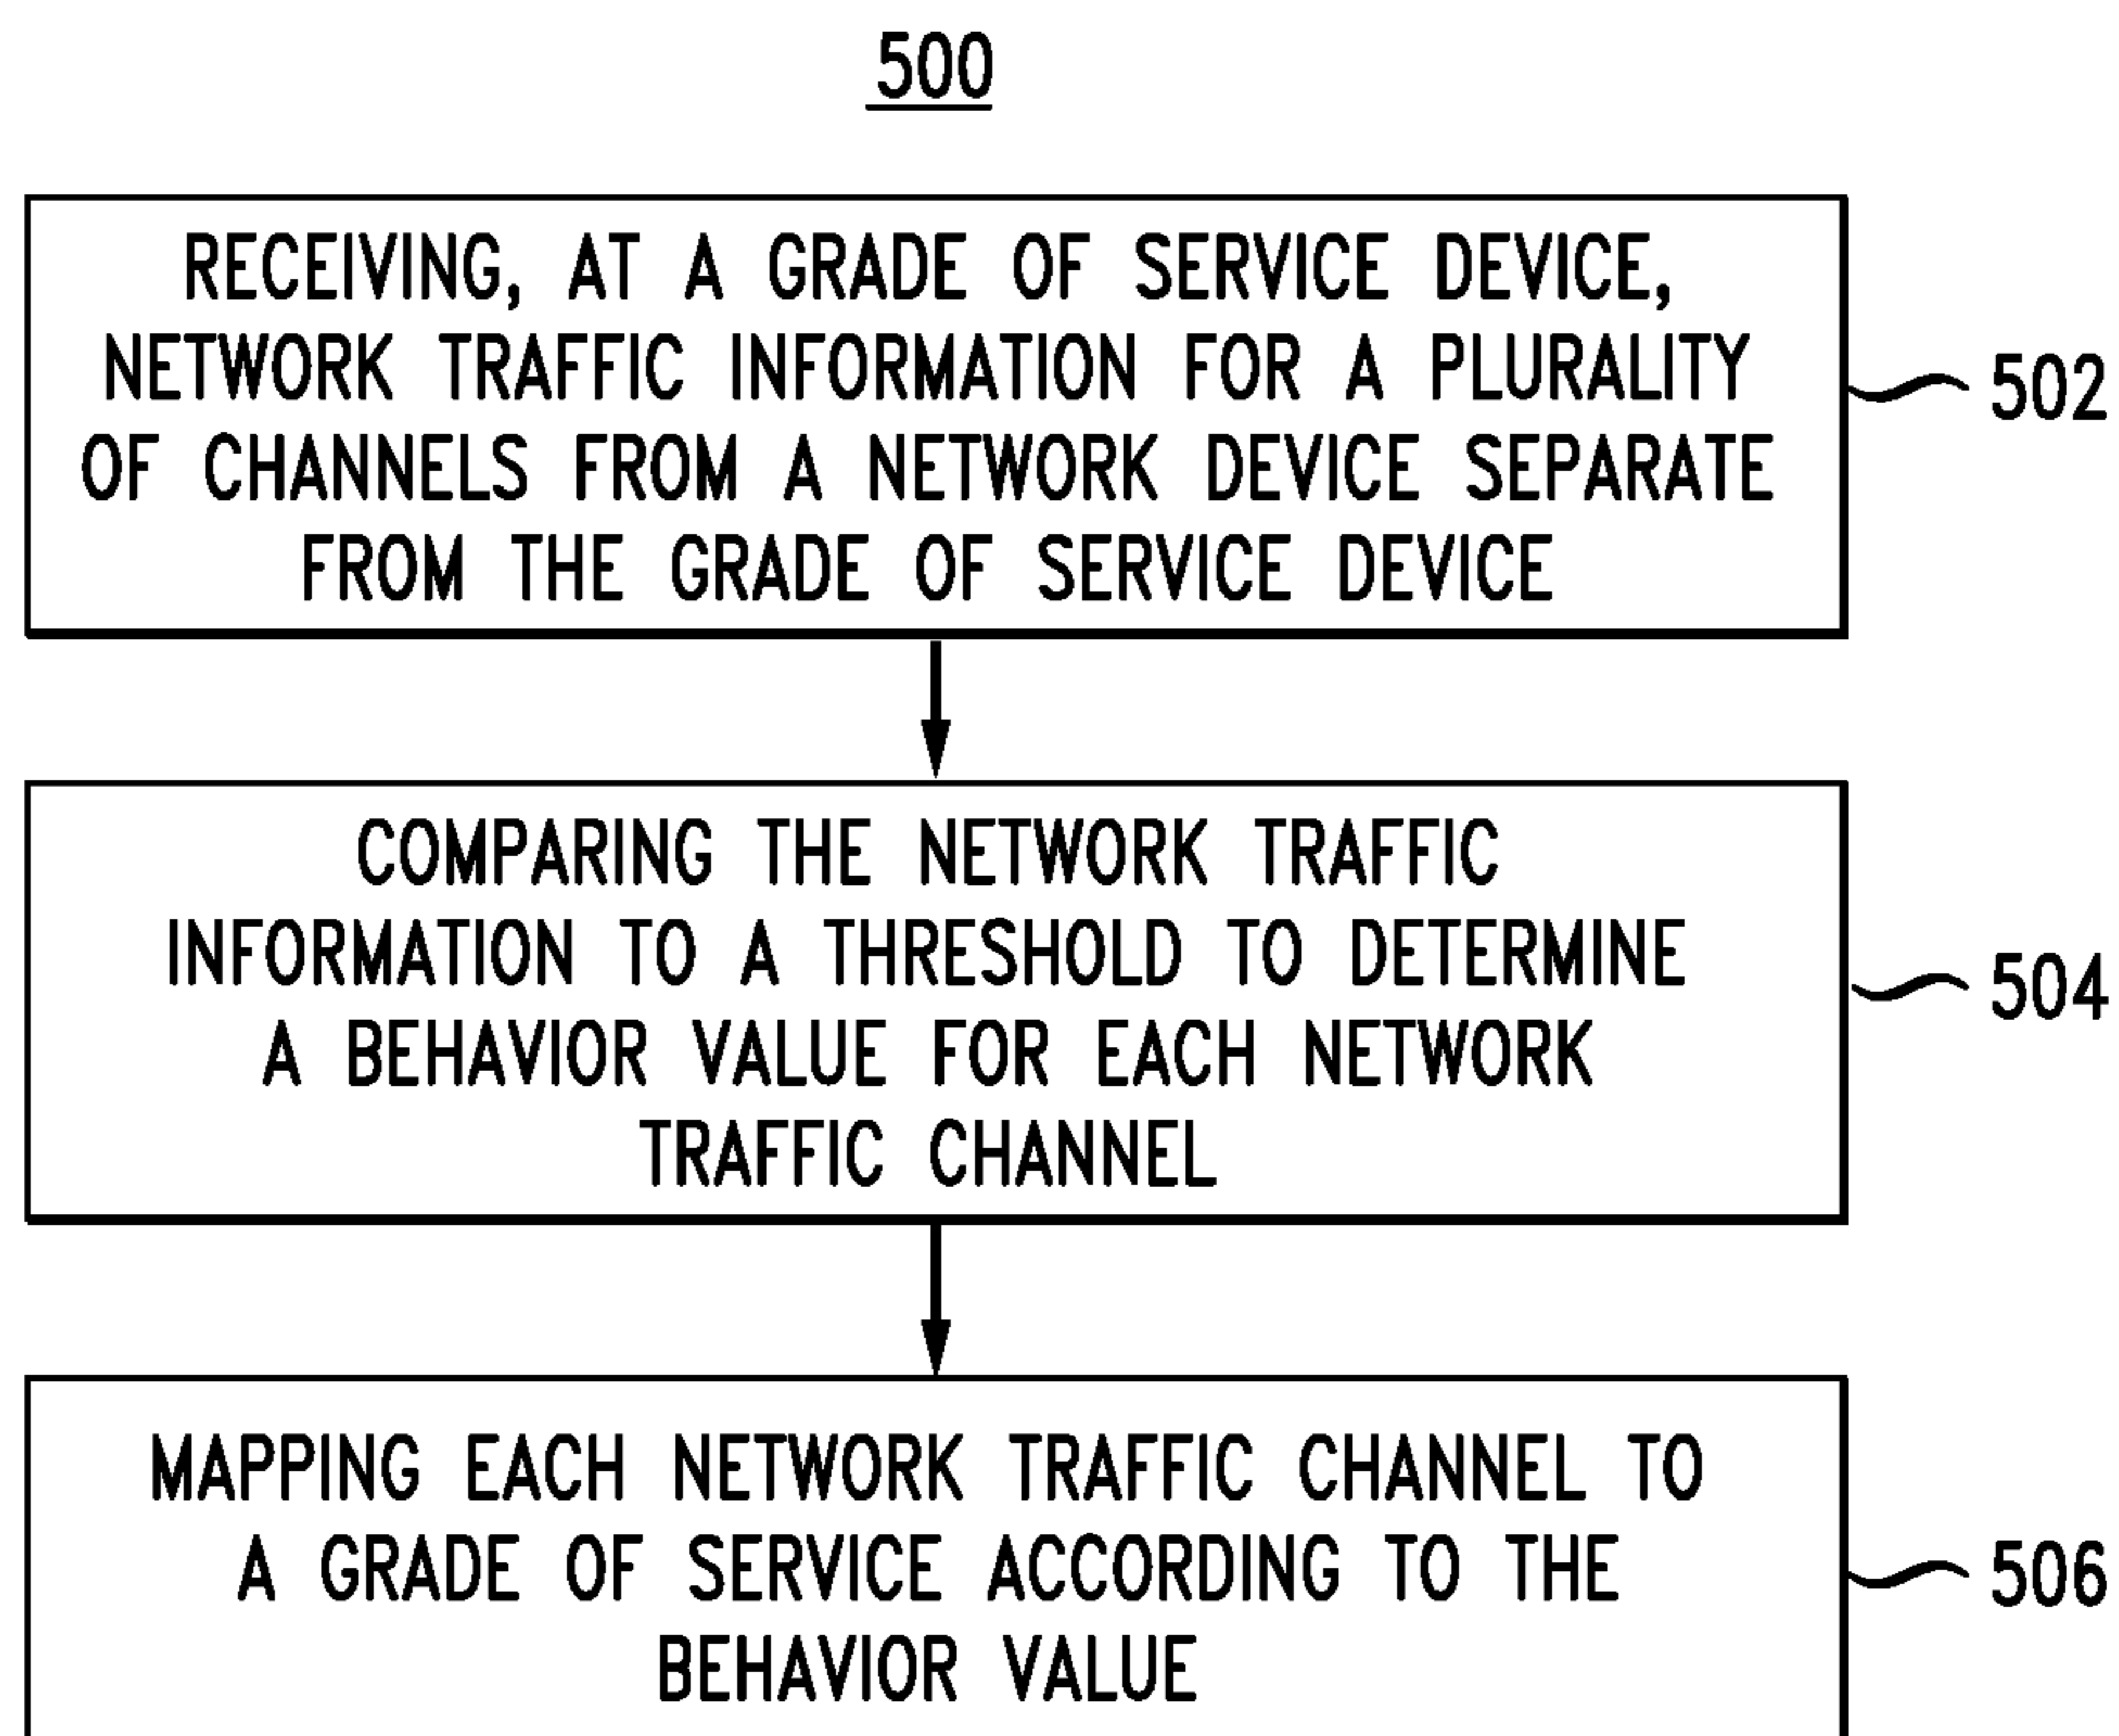 500
RECEIVING, AT A GRADE OF SERVICE DEVICE,
NETWORK TRAFFIC INFORMATION FOR A PLURALITY
OF CHANNELS FROM A NETWORK DEVICE SEPARATE
FROM THE GRADE OF SERVICE DEVICE
502
COMPARING THE NETWORK TRAFFIC
INFORMATION TO A THRESHOLD TO DETERMINE
A BEHAVIOR VALUE FOR EACH NETWORK
TRAFFIC CHANNEL
504
MAPPING EACH NETWORK TRAFFIC CHANNEL TO
A GRADE OF SERVICE ACCORDING TO THE
BEHAVIOR VALUE
506